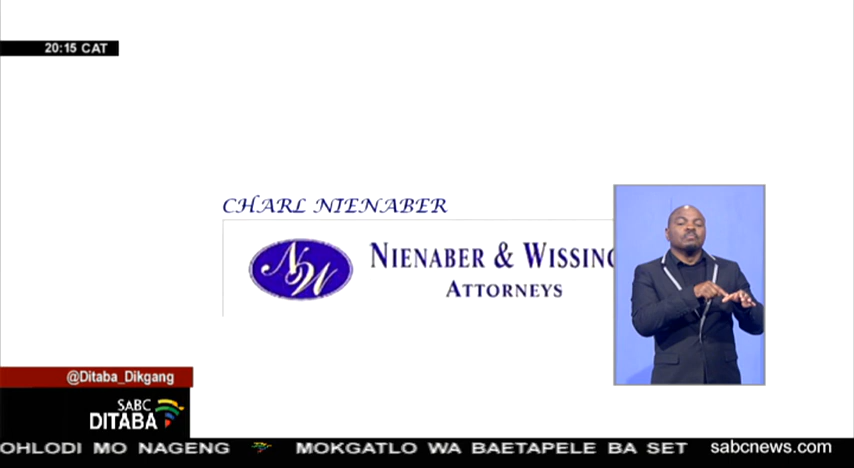 20:15 CAT
CHARL NIENABER
NW
NIENABER & WISSING
ATTORNEYS
@Ditaba_Dikgang
SABC
DITABA
OHLODI MO NAGENG MOKGATLO WA BAETAPELE BA SET
sabcnews.com